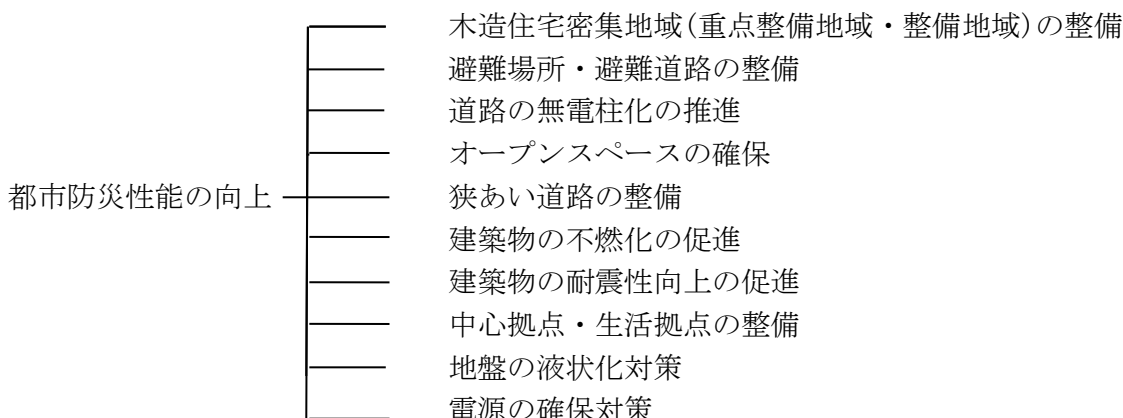 木造住宅密集地域(重点整備地域・整備地域)の整備
避難場所・避難道路の整備
道路の無電柱化の推進
オープンスペースの確保
都市防災性能の向上
狭あい道路の整備
建築物の不燃化の促進
建築物の耐震性向上の促進
中心拠点・生活拠点の整備
地盤の液状化対策
電源の確保対策